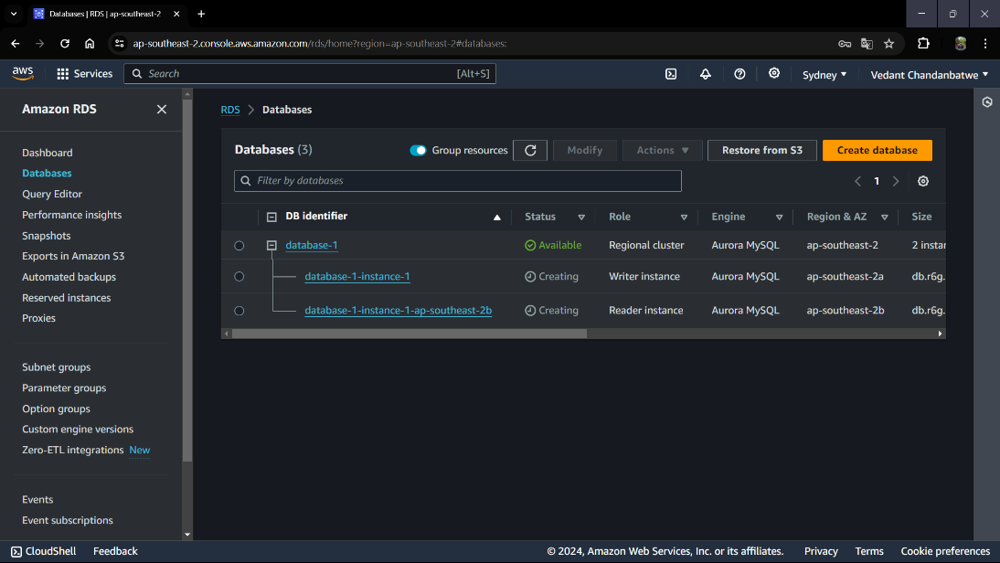 Databases | RDS | ap-southeast-2
ap-southeast-2.console.aws.amazon.com/rds/home?region=ap-southeast-2#databases:
aws
Services
Search
[Alt+S]
Sydney
Vedant Chandanbatwe
Amazon RDS
Dashboard
Databases
Query Editor
Performance insights
Snapshots
Exports in Amazon S3
Automated backups
Reserved instances
Proxies
Subnet groups
Parameter groups
Option groups
Custom engine versions
Zero-ETL integrations New
Events
Event subscriptions
RDS > Databases
Databases (3)
Group resources
Modify
Actions
Restore from S3
Create database
Filter by databases
1
DB identifier Status Role Engine Region & AZ Size
database-1 Available Regional cluster Aurora MySQL ap-southeast-2 2 instar
database-1-instance-1 Creating Writer instance Aurora MySQL ap-southeast-2a db.r6g.
database-1-instance-1-ap-southeast-2b Creating Reader instance Aurora MySQL ap-southeast-2b db.r6g.
CloudShell Feedback © 2024, Amazon Web Services, Inc. or its affiliates. Privacy Terms Cookie preferences